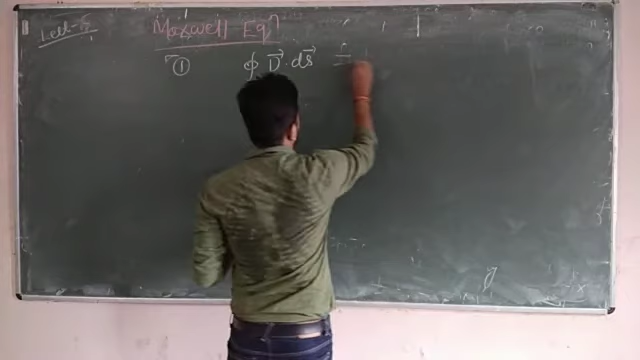 Lect-5
Maxwell Eqⁿ
① ∮ D⃗ · ds⃗ =